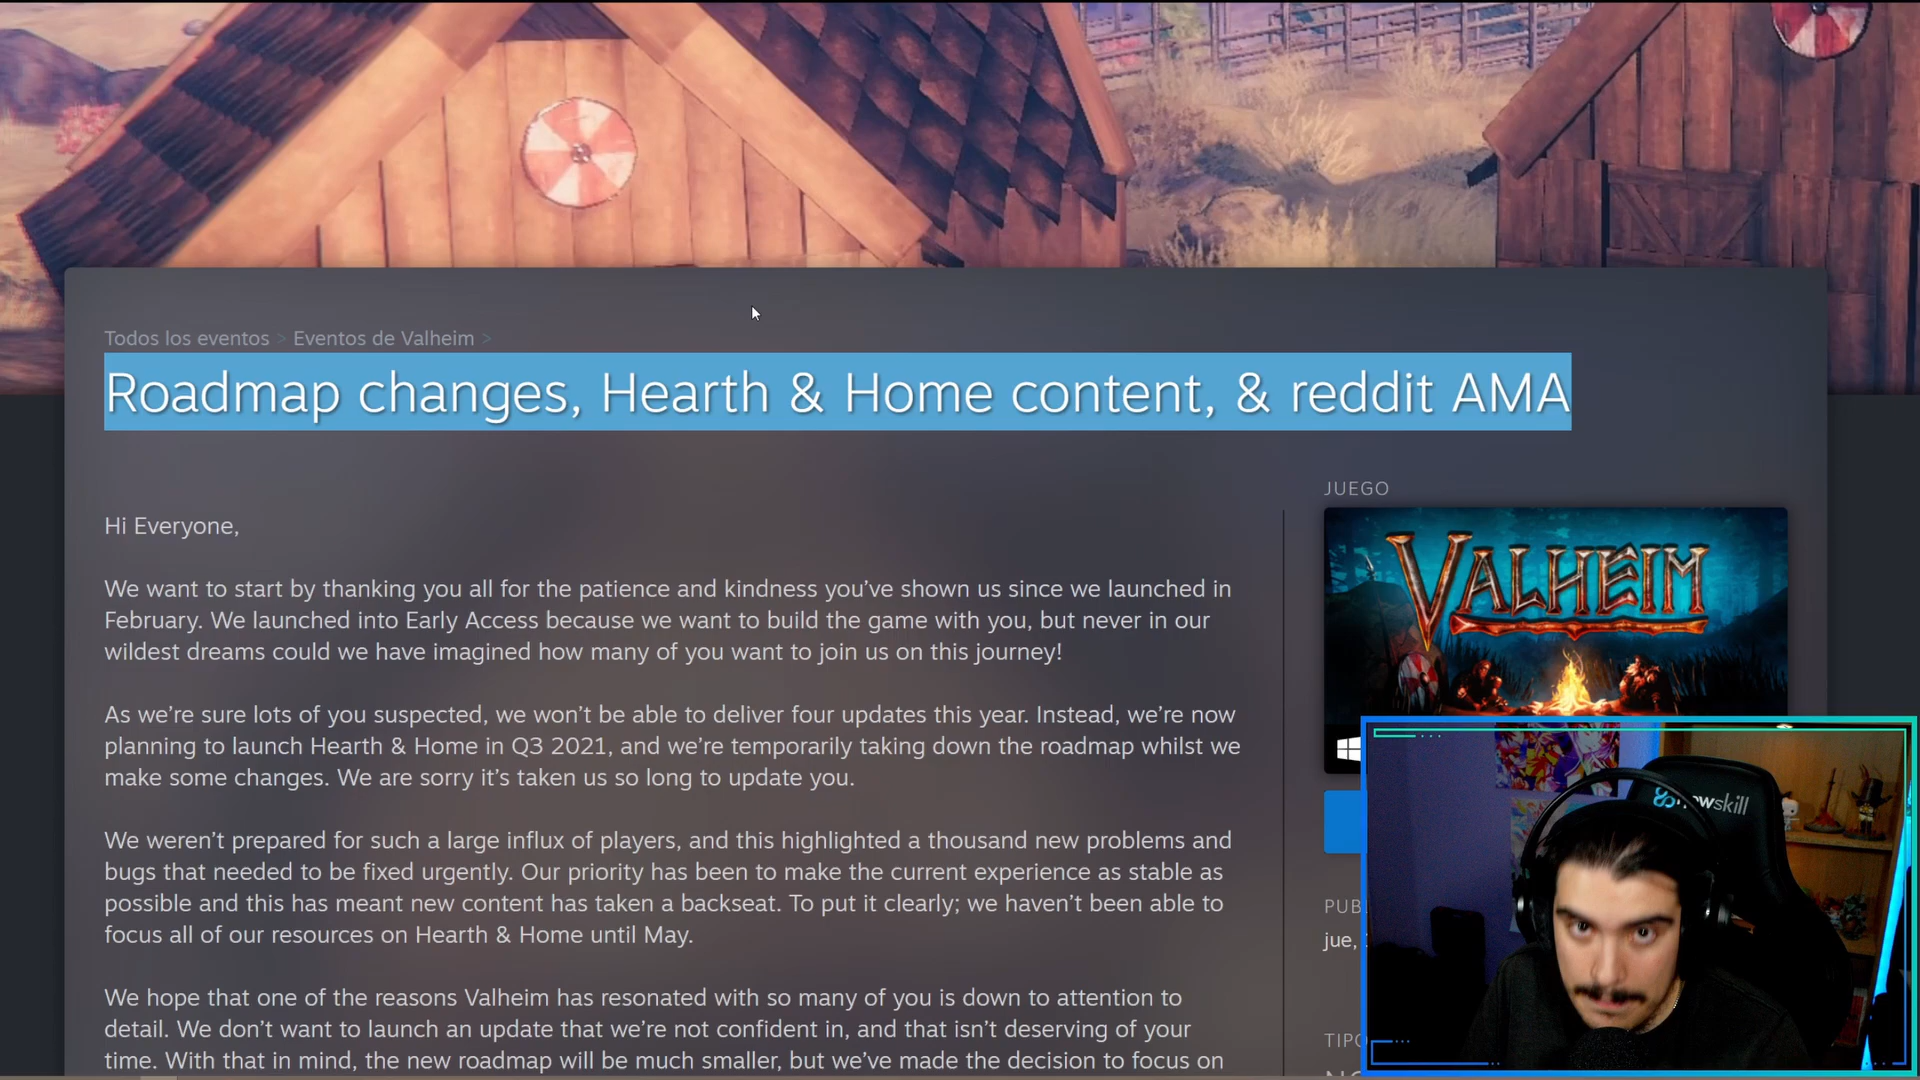 Todos los eventos > Eventos de Valheim >
Roadmap changes, Hearth & Home content, & reddit AMA
JUEGO
Hi Everyone,
VALHEIM
We want to start by thanking you all for the patience and kindness you’ve shown us since we launched in
February. We launched into Early Access because we want to build the game with you, but never in our
wildest dreams could we have imagined how many of you want to join us on this journey!
As we’re sure lots of you suspected, we won’t be able to deliver four updates this year. Instead, we’re now
planning to launch Hearth & Home in Q3 2021, and we’re temporarily taking down the roadmap whilst we
make some changes. We are sorry it’s taken us so long to update you.
We weren’t prepared for such a large influx of players, and this highlighted a thousand new problems and
bugs that needed to be fixed urgently. Our priority has been to make the current experience as stable as
possible and this has meant new content has taken a backseat. To put it clearly; we haven’t been able to
focus all of our resources on Hearth & Home until May.
We hope that one of the reasons Valheim has resonated with so many of you is down to attention to
detail. We don’t want to launch an update that we’re not confident in, and that isn’t deserving of your
time. With that in mind, the new roadmap will be much smaller, but we’ve made the decision to focus on
PUB
jue,
TIPO
newskill